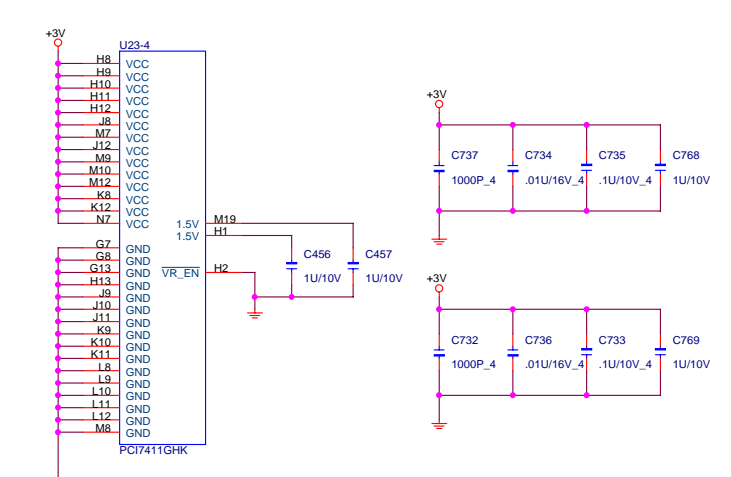 +3V
U23-4
H8 VCC
H9 VCC
H10 VCC
H11 VCC
H12 VCC
J8 VCC
M7 VCC
J12 VCC
M9 VCC
M10 VCC
M12 VCC
K8 VCC
K12 VCC
N7 VCC
1.5V M19
1.5V H1
G7 GND
G8 GND
G13 GND
VR_EN H2
H13 GND
J9 GND
J10 GND
J11 GND
K9 GND
K10 GND
K11 GND
L8 GND
L9 GND
L10 GND
L11 GND
L12 GND
M8 GND
PCI7411GHK
C456
1U/10V
C457
1U/10V
+3V
C737
1000P_4
C734
.01U/16V_4
C735
.1U/10V_4
C768
1U/10V
+3V
C732
1000P_4
C736
.01U/16V_4
C733
.1U/10V_4
C769
1U/10V